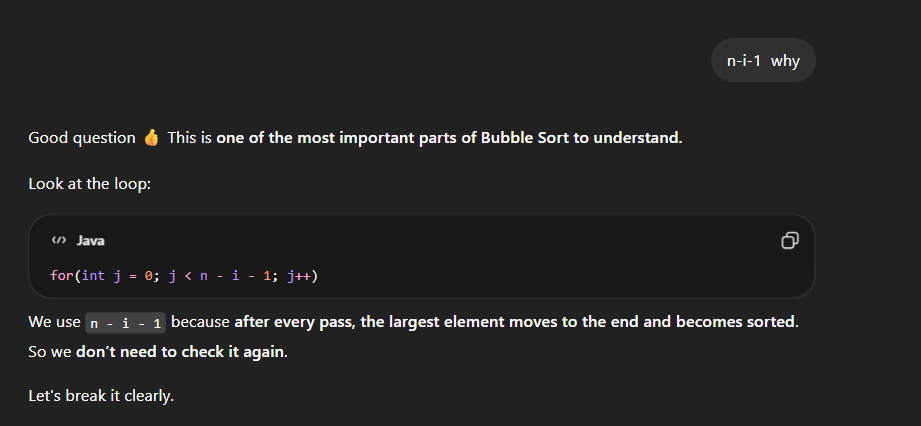 n-i-1 why
Good question 👍 This is one of the most important parts of Bubble Sort to understand.
Look at the loop:
</> Java
for(int j = 0; j < n - i - 1; j++)
We use n - i - 1 because after every pass, the largest element moves to the end and becomes sorted.
So we don’t need to check it again.
Let's break it clearly.